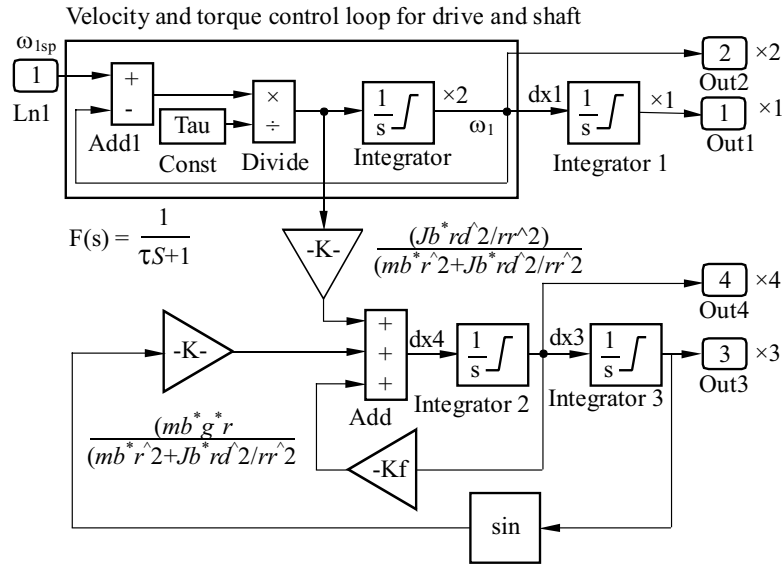 Velocity and torque control loop for drive and shaft
ω1sp
1
Ln1
+
-
Add1
Tau
Const
×
÷
Divide
1
s
×2
Integrator
ω1
dx1
1
s
×1
Integrator 1
2
×2
Out2
1
×1
Out1
F(s) = 1
τS+1
-K-
(Jb*rd^2/rr^2)
(mb*r^2+Jb*rd^2/rr^2
4
×4
Out4
-K-
+
+
+
Add
dx4
1
s
Integrator 2
dx3
1
s
Integrator 3
3
×3
Out3
(mb*g*r
(mb*r^2+Jb*rd^2/rr^2
-Kf
sin